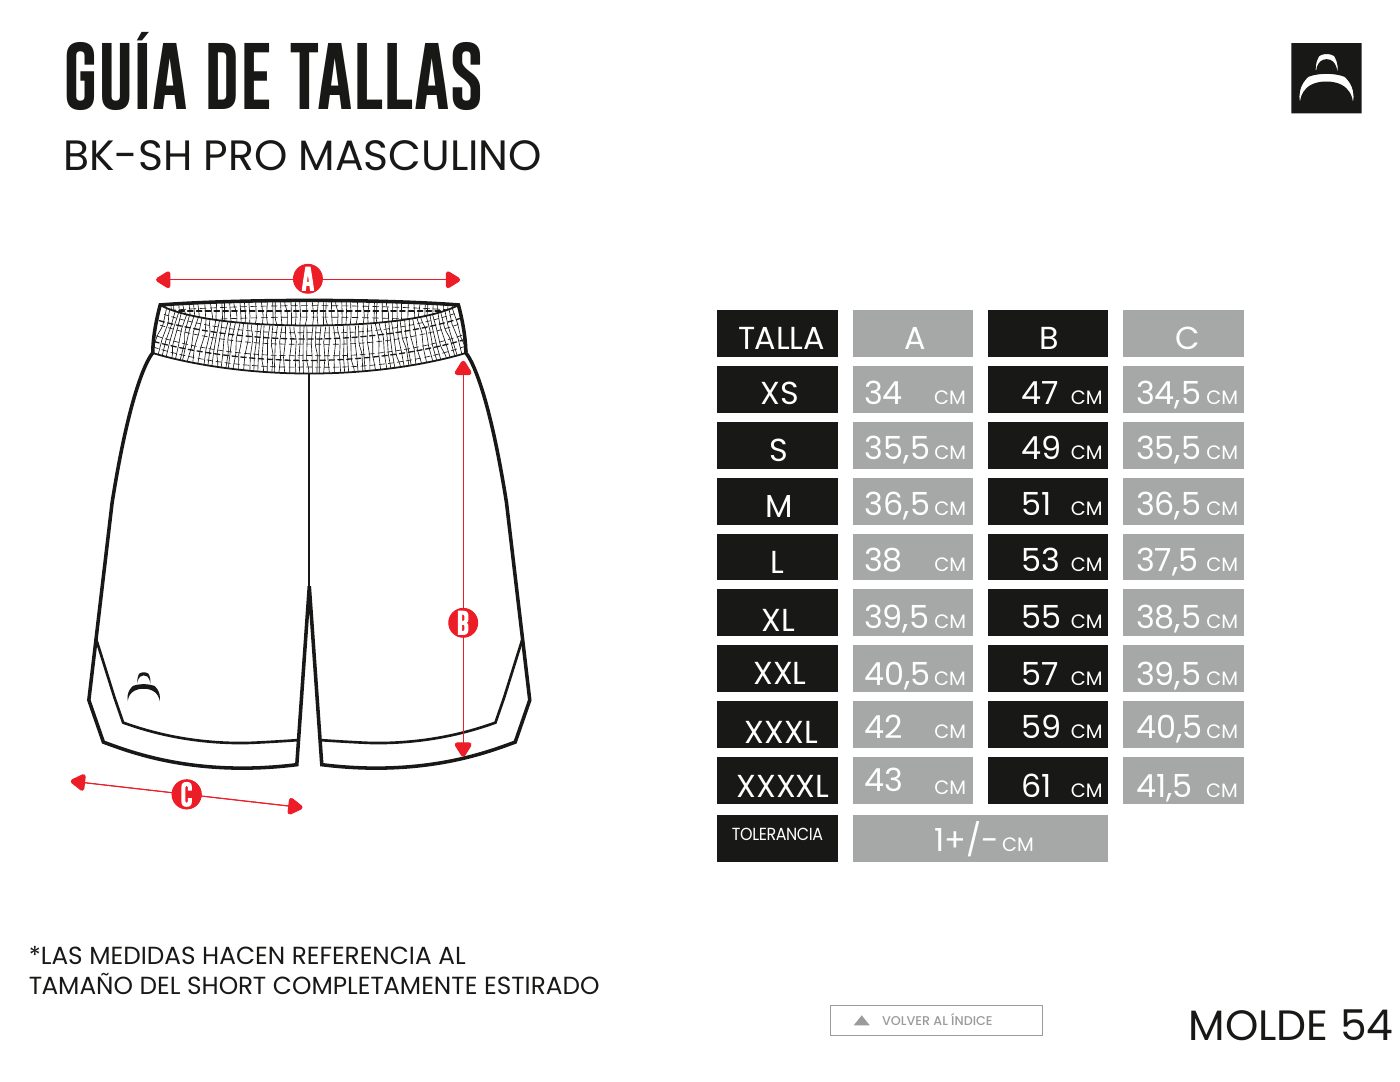 GUÍA DE TALLAS
BK-SH PRO MASCULINO
A
B
C
TALLA A B C
XS 34 CM 47 CM 34,5 CM
S 35,5 CM 49 CM 35,5 CM
M 36,5 CM 51 CM 36,5 CM
L 38 CM 53 CM 37,5 CM
XL 39,5 CM 55 CM 38,5 CM
XXL 40,5 CM 57 CM 39,5 CM
XXXL 42 CM 59 CM 40,5 CM
XXXXL 43 CM 61 CM 41,5 CM
TOLERANCIA 1+/- CM
*LAS MEDIDAS HACEN REFERENCIA AL
TAMAÑO DEL SHORT COMPLETAMENTE ESTIRADO
VOLVER AL ÍNDICE
MOLDE 54